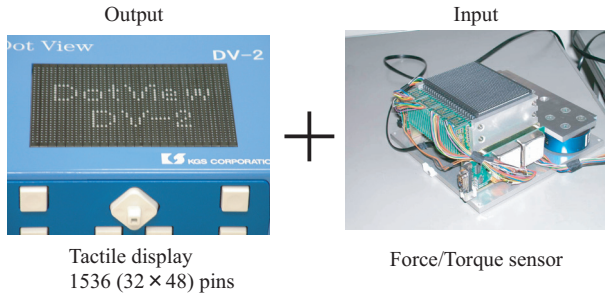 Output
Input
Dot View
DV-2
DotView
DV-2
KGS CORPORATIO
+
Tactile display
1536 (32×48) pins
Force/Torque sensor